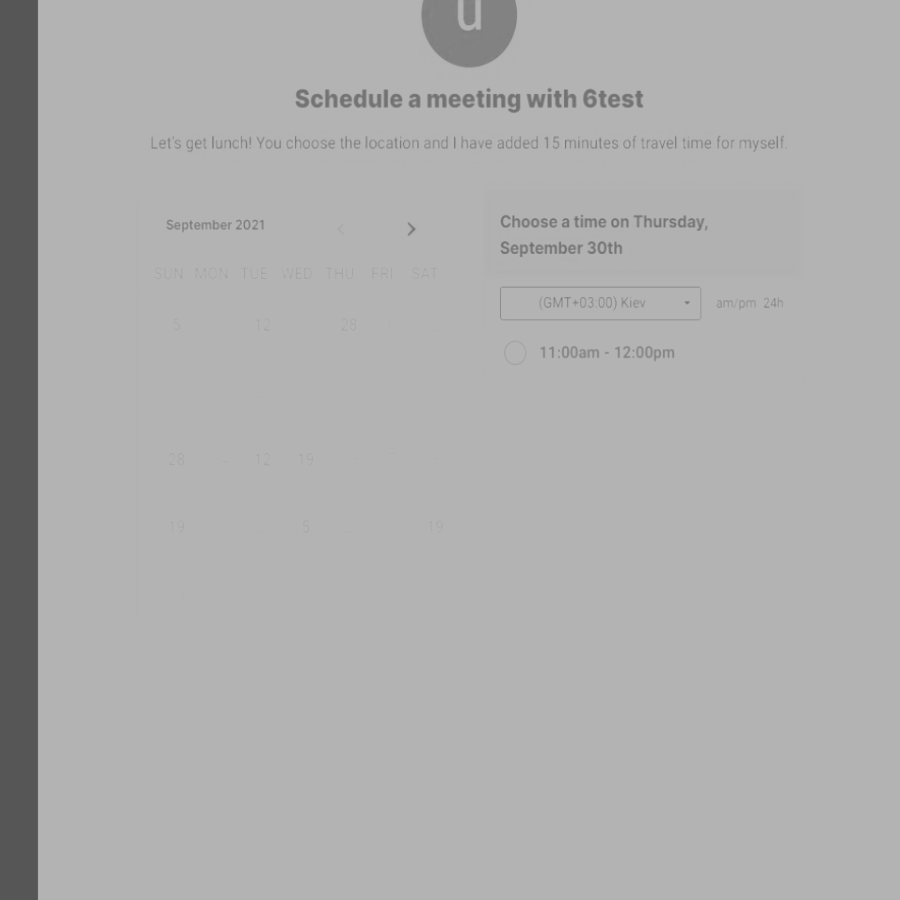 u
Schedule a meeting with 6test
Let's get lunch! You choose the location and I have added 15 minutes of travel time for myself.
September 2021
SUN MON TUE WED THU FRI SAT
5 12 28
28 12 19
19 5 19
Choose a time on Thursday,
September 30th
(GMT+03:00) Kiev am/pm 24h
11:00am - 12:00pm